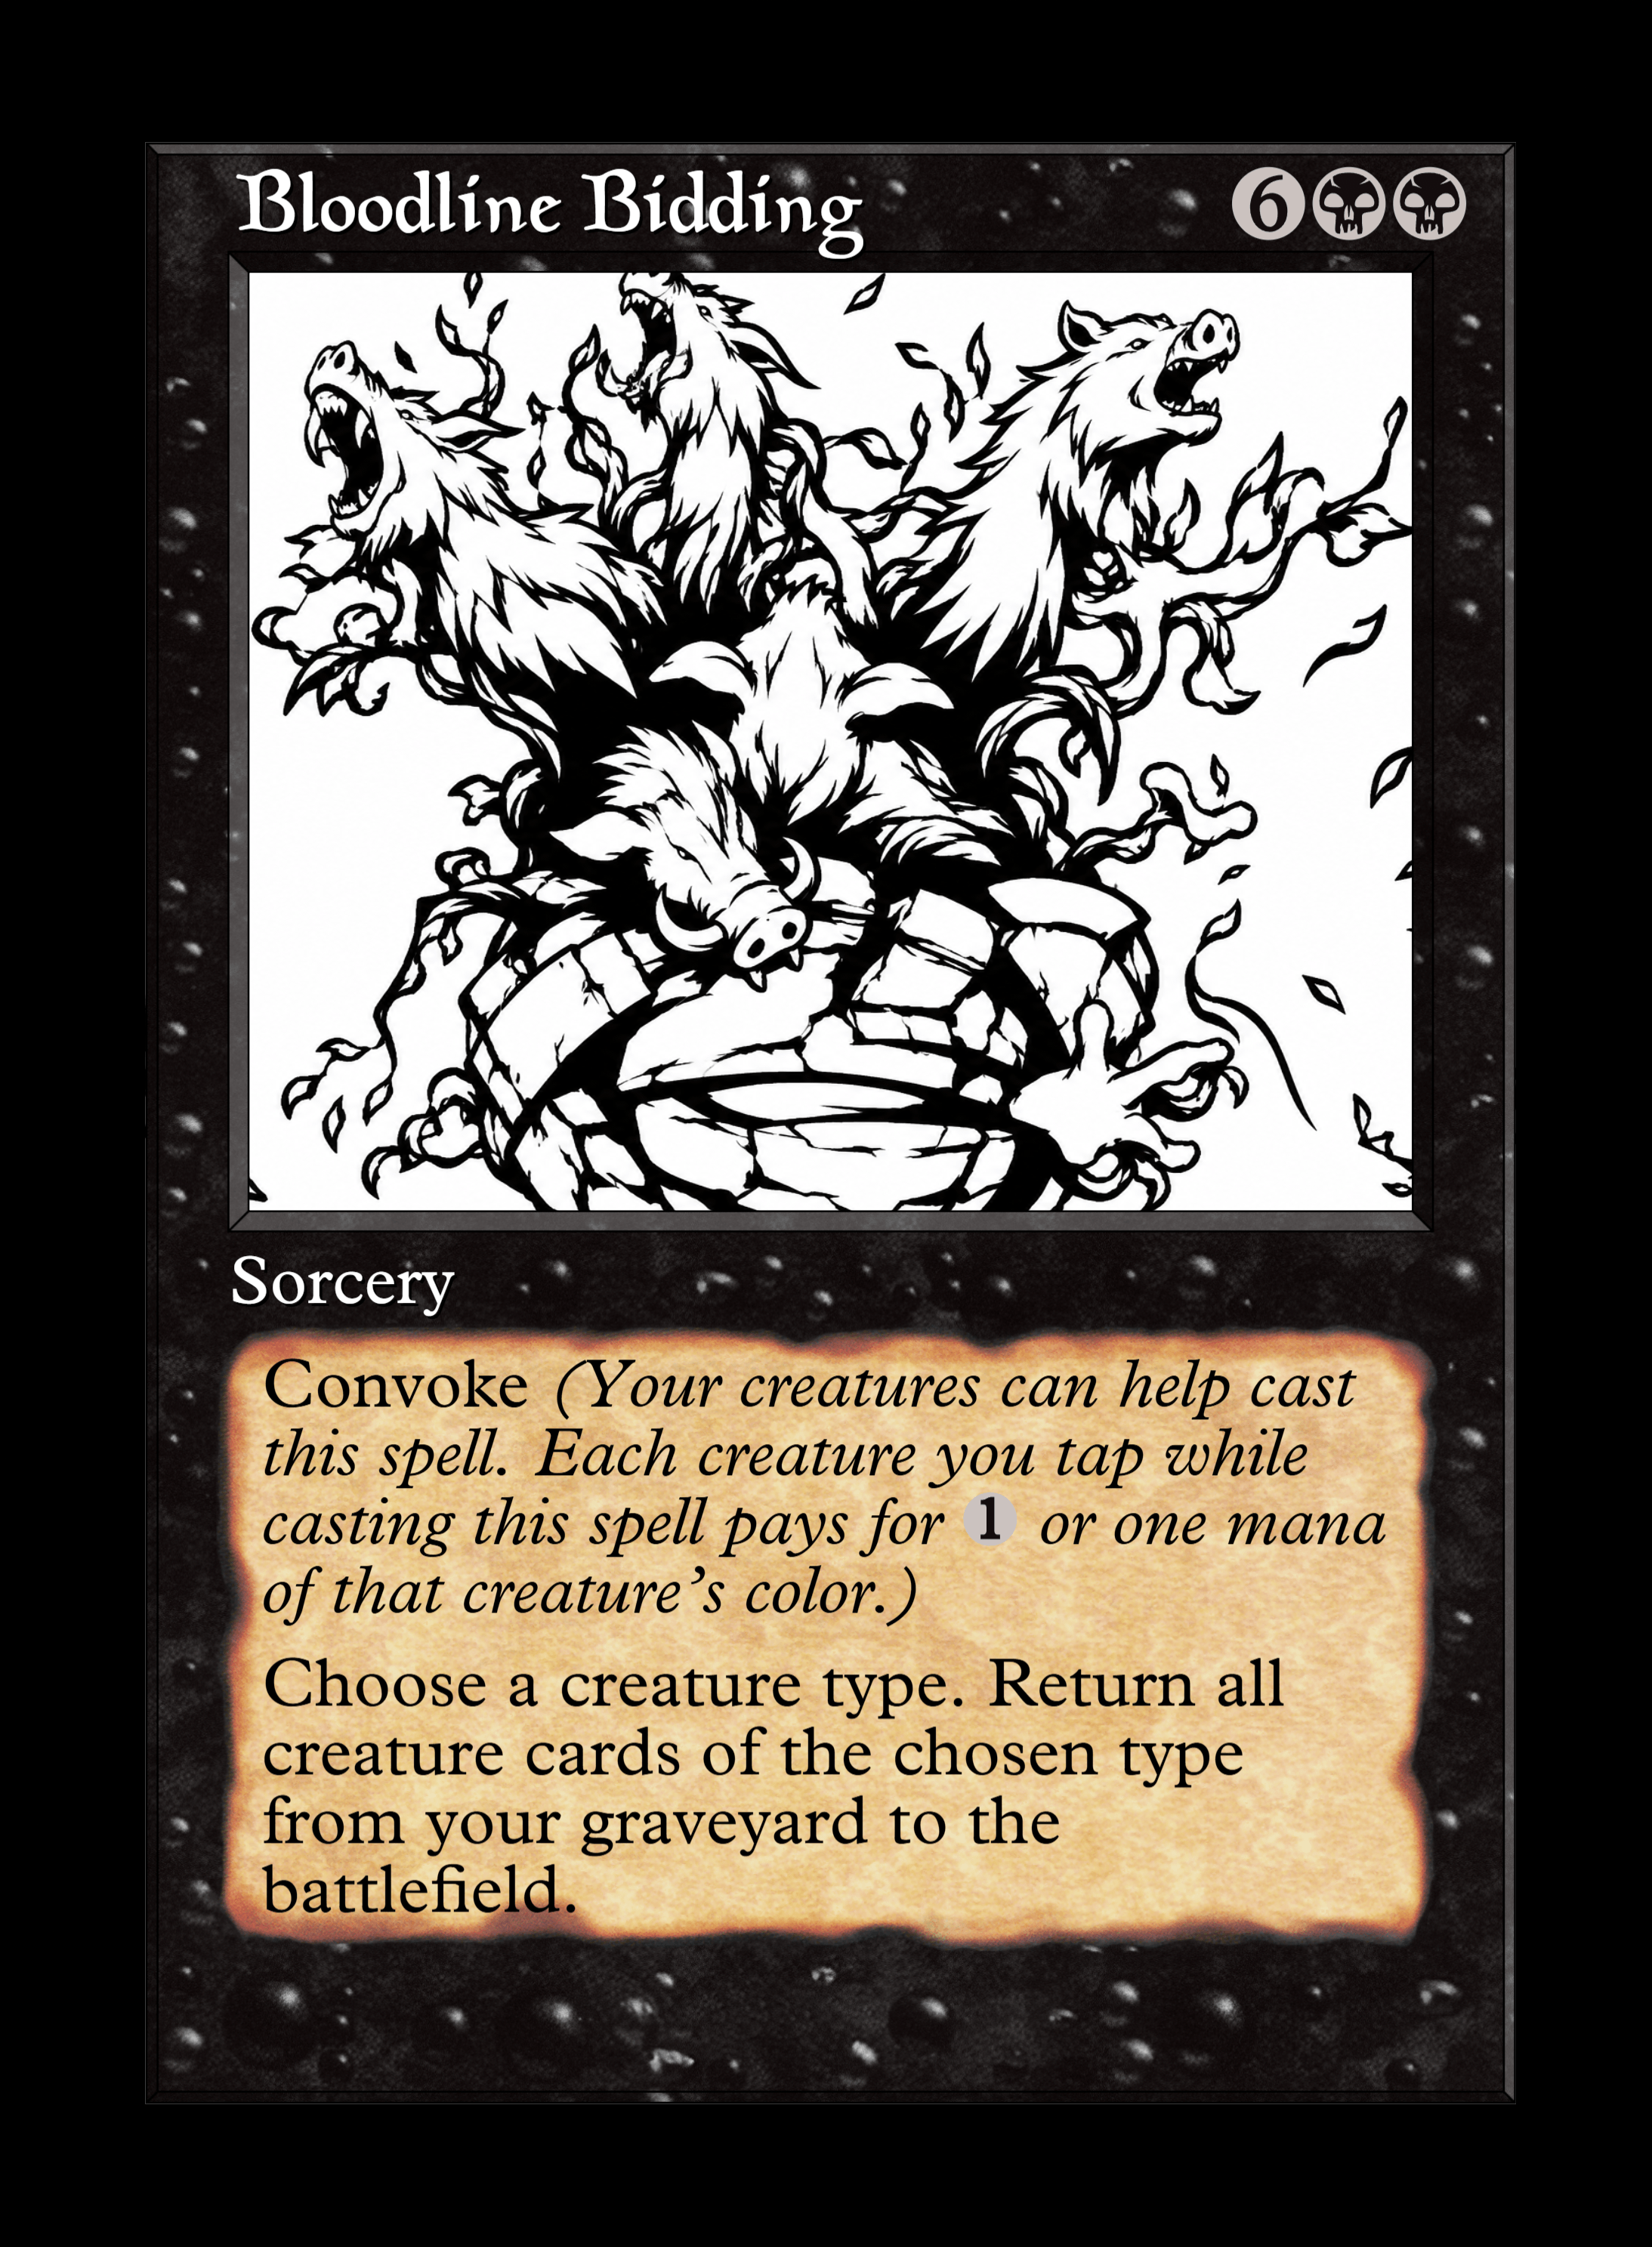 Bloodline Bidding 6
Sorcery
Convoke (Your creatures can help cast
this spell. Each creature you tap while
casting this spell pays for 1 or one mana
of that creature's color.)
Choose a creature type. Return all
creature cards of the chosen type
from your graveyard to the
battlefield.